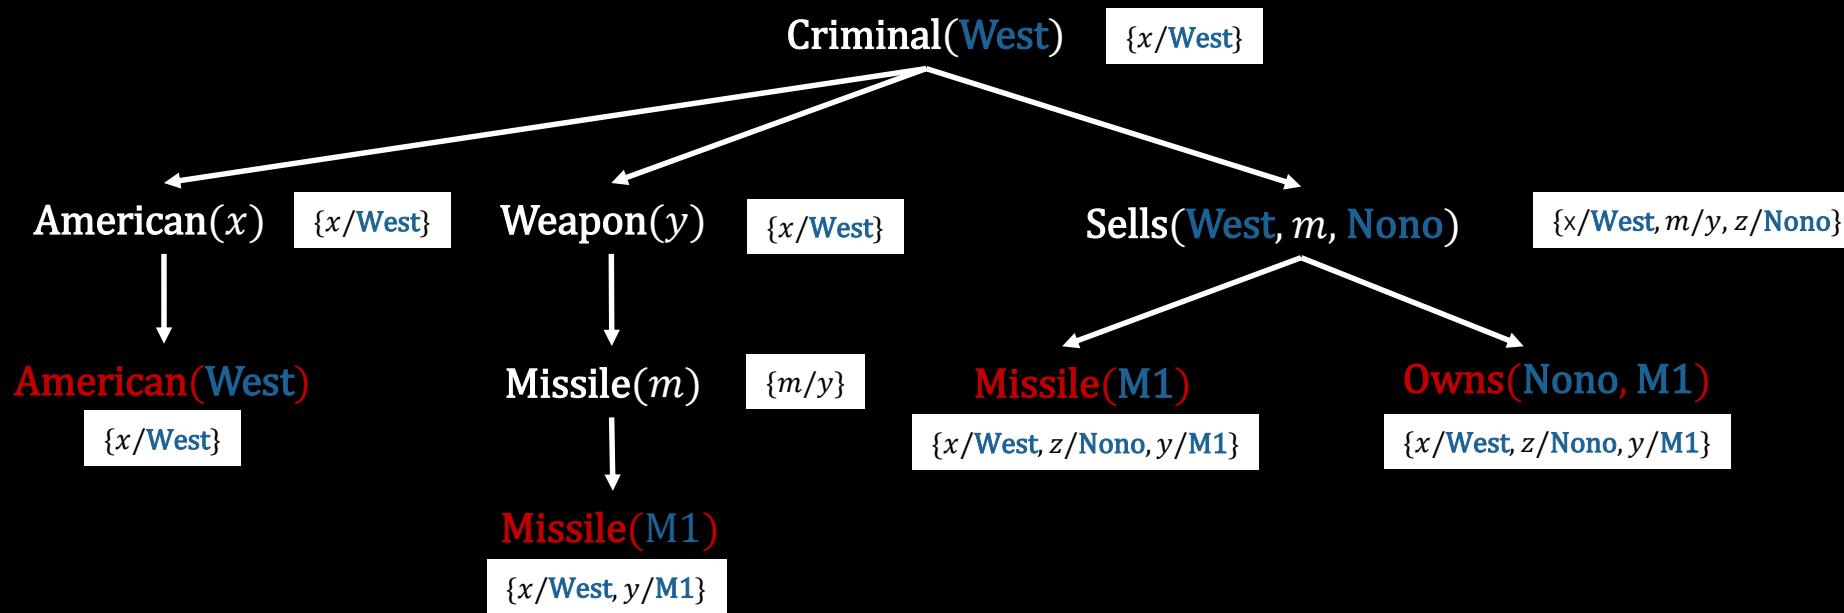 Criminal(West) {x/West}
American(x) {x/West} Weapon(y) {x/West} Sells(West, m, Nono) {x/West, m/y, z/Nono}
American(West) Missile(m) {m/y} Missile(M1) Owns(Nono, M1)
{x/West} {x/West, z/Nono, y/M1} {x/West, z/Nono, y/M1}
Missile(M1)
{x/West, y/M1}